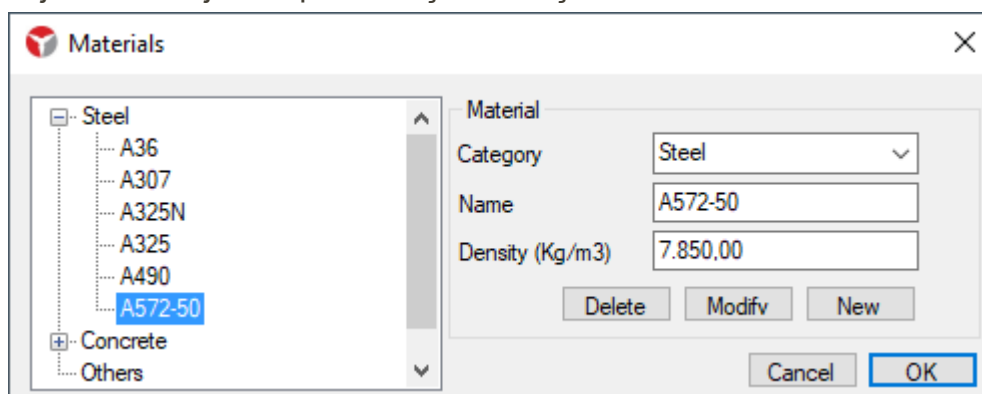 Materials
Steel
A36
A307
A325N
A325
A490
A572-50
Concrete
Others
Material
Category
Steel
Name
A572-50
Density (Kg/m3)
7.850,00
Delete
Modify
New
Cancel
OK